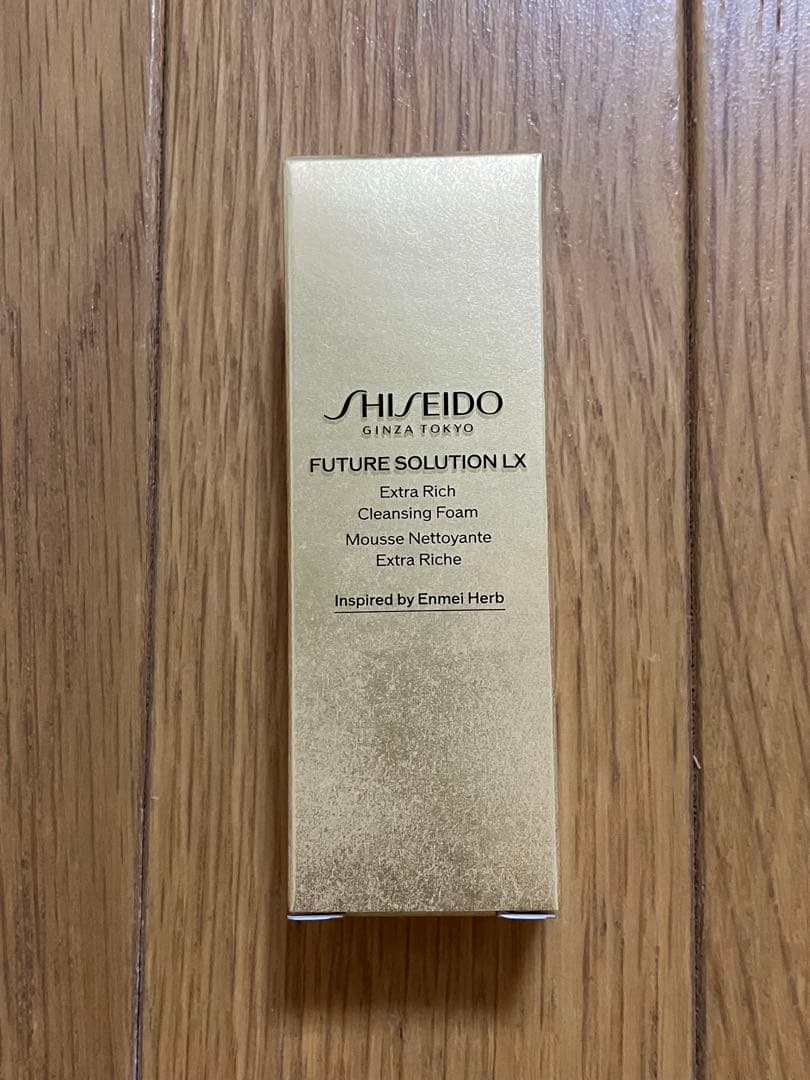 SHISEIDO
GINZA TOKYO
FUTURE SOLUTION LX
Extra Rich
Cleansing Foam
Mousse Nettoyante
Extra Riche
Inspired by Enmei Herb